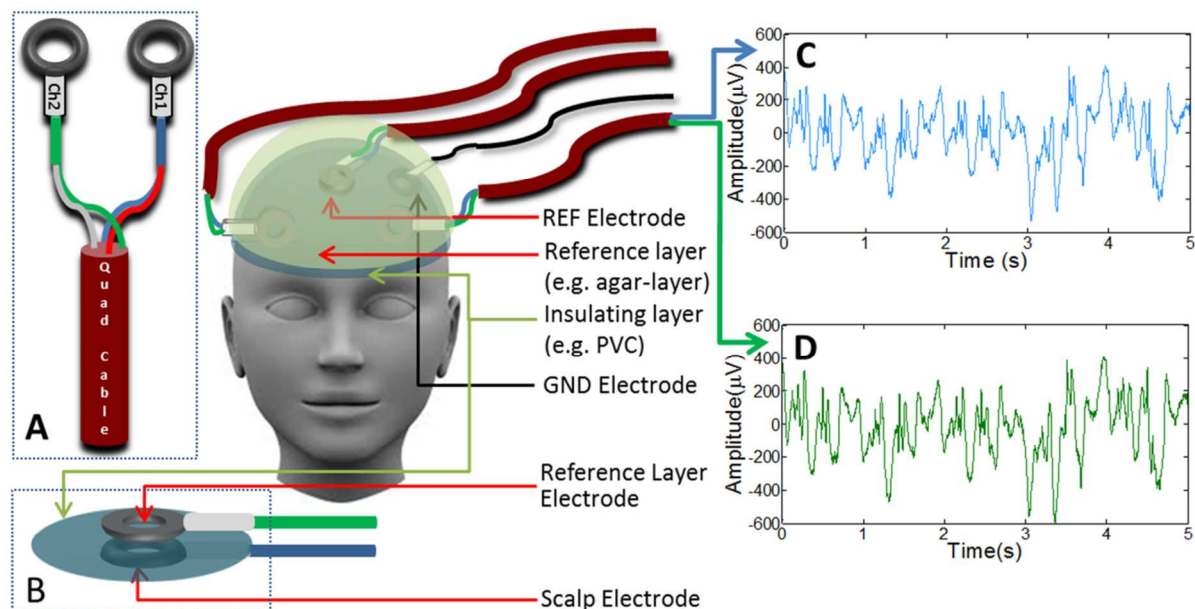 Ch2
Ch1
Quad Cable
A
REF Electrode
Reference layer
(e.g. agar-layer)
Insulating layer
(e.g. PVC)
GND Electrode
Reference Layer
Electrode
Scalp Electrode
B
C
Amplitude(µV)
600
400
200
0
-200
-400
-600
0 1 2 3 4 5
Time (s)
D
Amplitude(µV)
600
400
200
0
-200
-400
-600
0 1 2 3 4 5
Time(s)